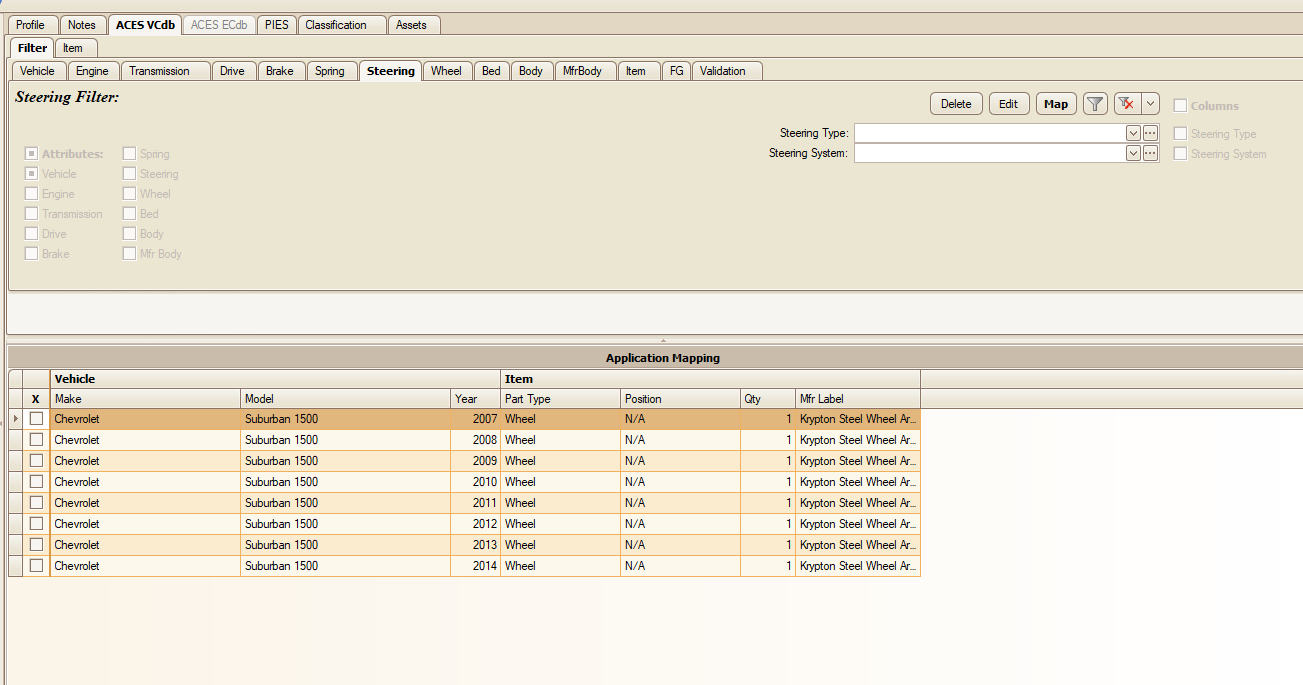 Profile Notes ACES VCdb ACES ECdb PIES Classification Assets
Filter Item
Vehicle Engine Transmission Drive Brake Spring Steering Wheel Bed Body MfrBody Item FG Validation
Steering Filter:
Delete Edit Map Columns
Steering Type: Steering Type
Steering System: Steering System
Attributes: Spring
Vehicle Steering
Engine Wheel
Transmission Bed
Drive Body
Brake Mfr Body
Application Mapping
Vehicle Item
X Make Model Year Part Type Position Qty Mfr Label
Chevrolet Suburban 1500 2007 Wheel N/A 1 Krypton Steel Wheel Ar...
Chevrolet Suburban 1500 2008 Wheel N/A 1 Krypton Steel Wheel Ar...
Chevrolet Suburban 1500 2009 Wheel N/A 1 Krypton Steel Wheel Ar...
Chevrolet Suburban 1500 2010 Wheel N/A 1 Krypton Steel Wheel Ar...
Chevrolet Suburban 1500 2011 Wheel N/A 1 Krypton Steel Wheel Ar...
Chevrolet Suburban 1500 2012 Wheel N/A 1 Krypton Steel Wheel Ar...
Chevrolet Suburban 1500 2013 Wheel N/A 1 Krypton Steel Wheel Ar...
Chevrolet Suburban 1500 2014 Wheel N/A 1 Krypton Steel Wheel Ar...